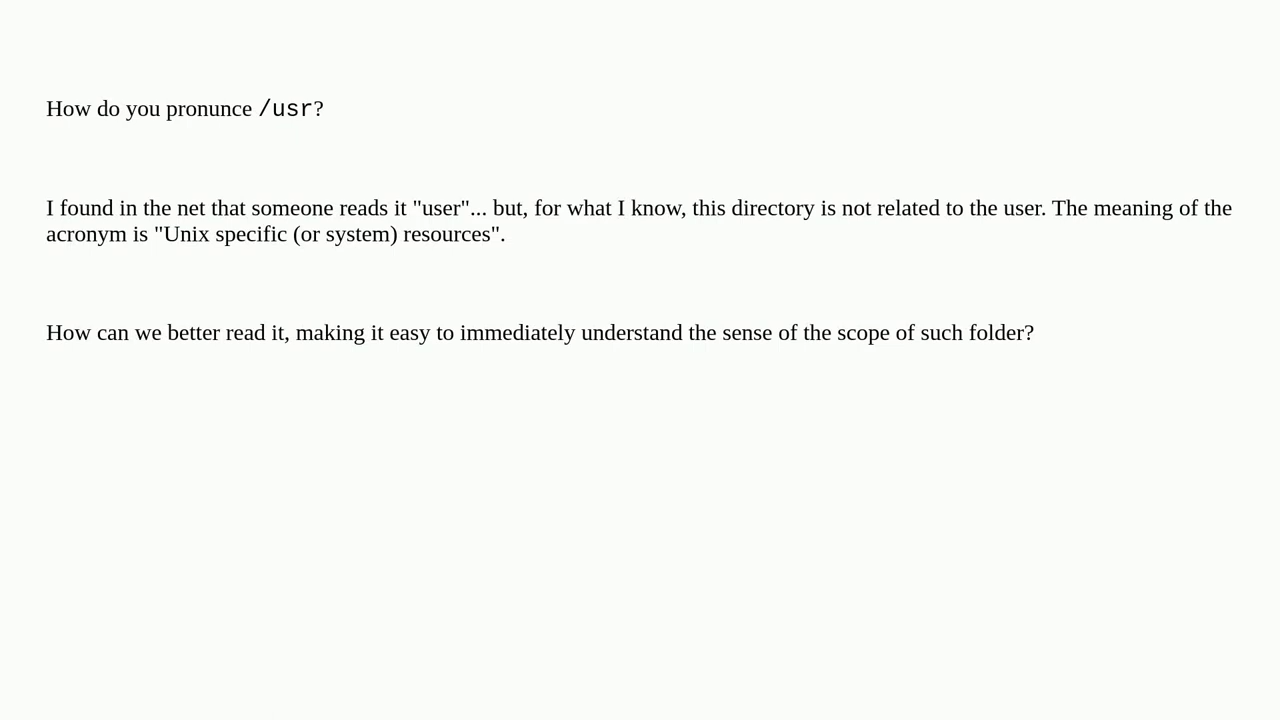 How do you pronunce /usr?
I found in the net that someone reads it "user"... but, for what I know, this directory is not related to the user. The meaning of the
acronym is "Unix specific (or system) resources".
How can we better read it, making it easy to immediately understand the sense of the scope of such folder?